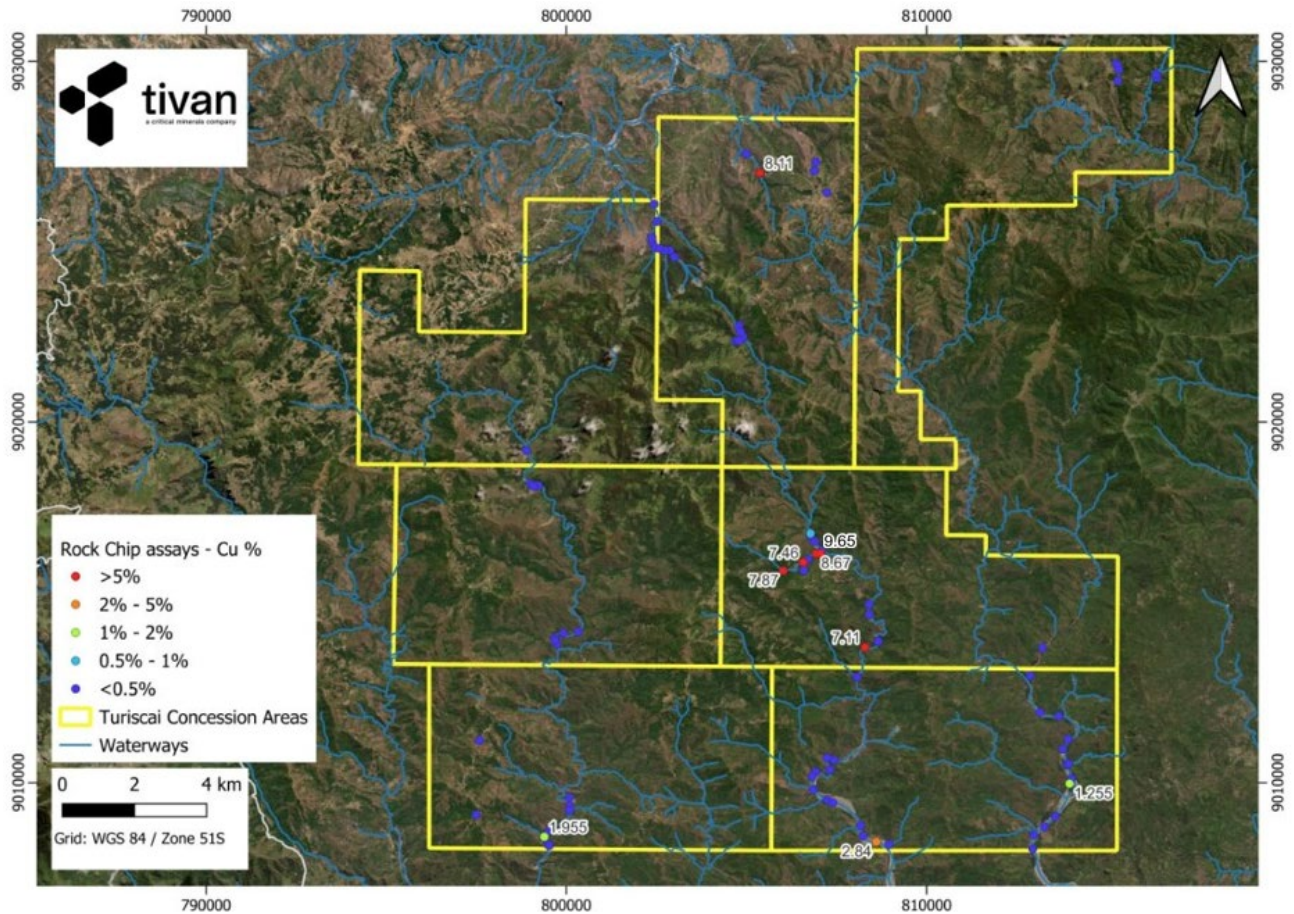 790000 800000 810000
9030000 9030000
tivan
a critical minerals company
8.11
9020000 9020000
9.65
7.46
8.67
7.87
7.11
Rock Chip assays - Cu %
>5%
2% - 5%
1% - 2%
0.5% - 1%
<0.5%
Turiscai Concession Areas
Waterways
0 2 4 km
Grid: WGS 84 / Zone 51S
9010000 9010000
1.255
1.955
2.84
790000 800000 810000